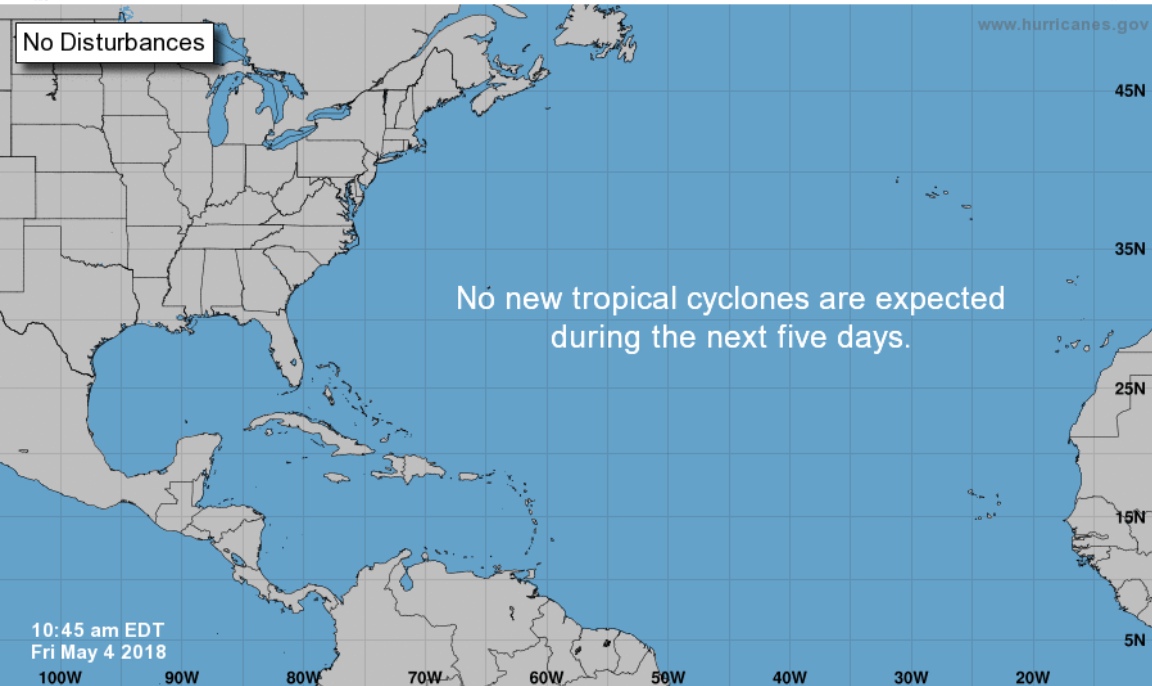 www.hurricanes.gov
No Disturbances
45N
35N
No new tropical cyclones are expected
during the next five days.
25N
15N
10:45 am EDT
Fri May 4 2018
5N
100W 90W 80W 70W 60W 50W 40W 30W 20W